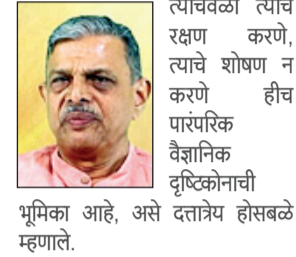 त्याचवेळी त्याचे
रक्षण करणे,
त्याचे शोषण न
करणे हीच
पारंपरिक
वैज्ञानिक
दृष्टिकोनाची
भूमिका आहे, असे दत्तात्रेय होसबळे
म्हणाले.